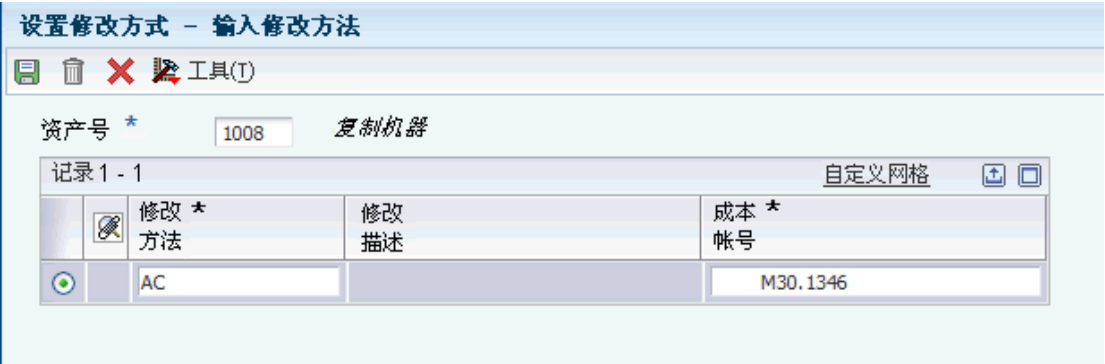 设置修改方式 - 输入修改方法
工具(T)
资产号 * 1008 复制机器
记录 1 - 1 自定义网格
修改 * 修改 成本 *
方法 描述 帐号
AC M30.1346